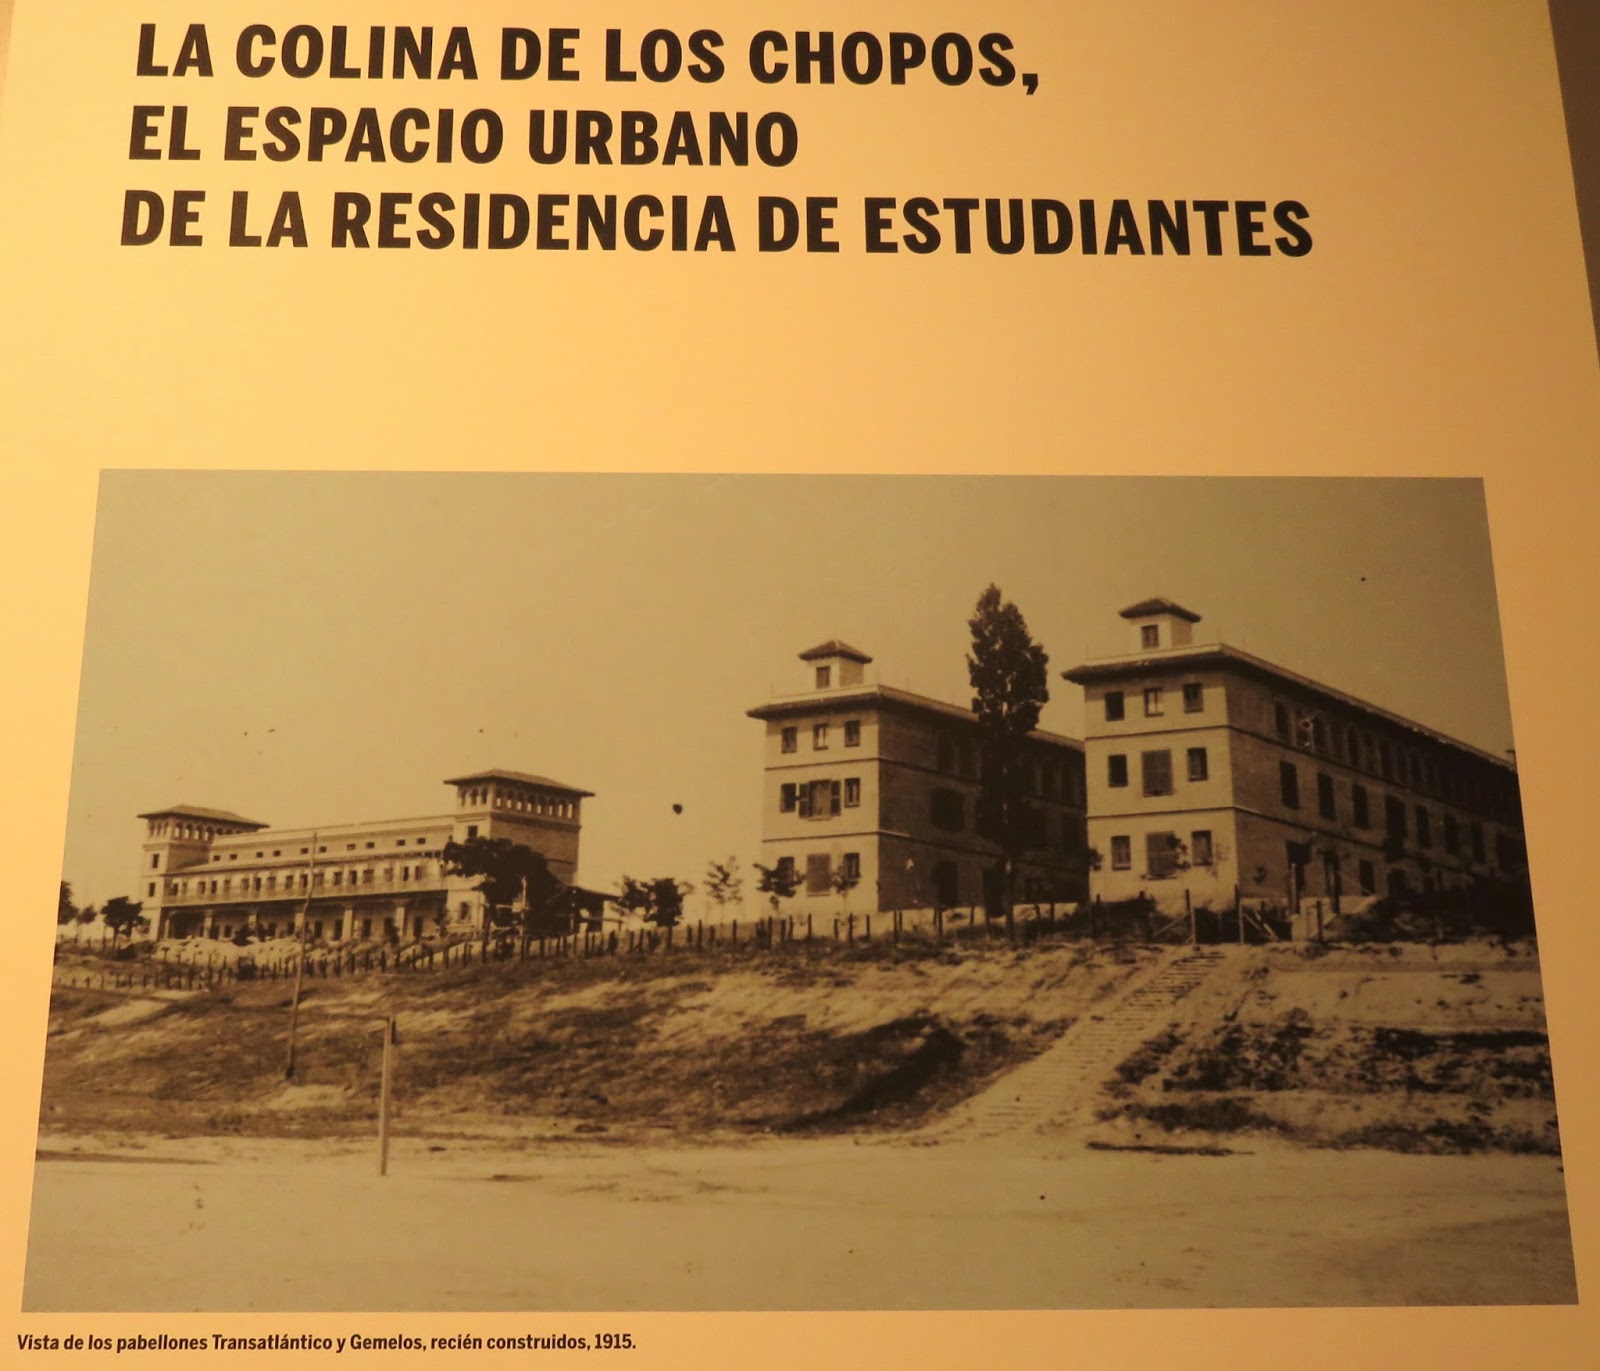 LA COLINA DE LOS CHOPOS,
EL ESPACIO URBANO
DE LA RESIDENCIA DE ESTUDIANTES
Vista de los pabellones Transatlántico y Gemelos, recién construidos, 1915.